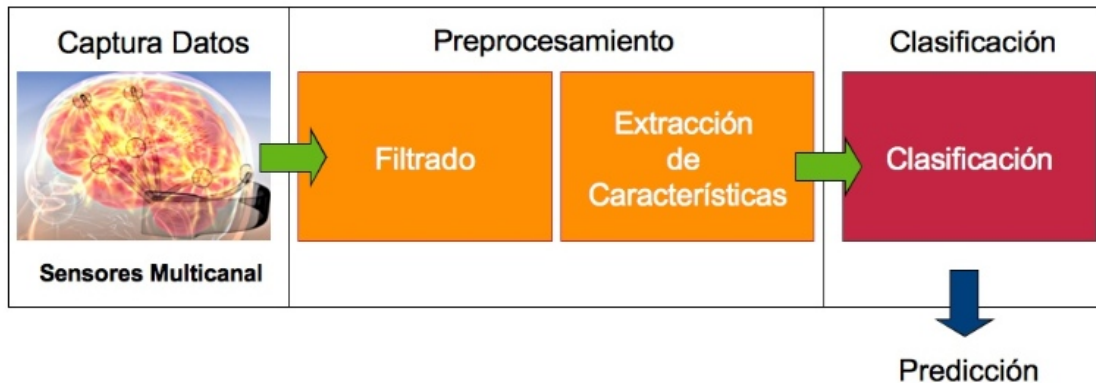 Captura Datos
Preprocesamiento
Clasificación
Filtrado
Extracción
de
Características
Clasificación
Sensores Multicanal
Predicción